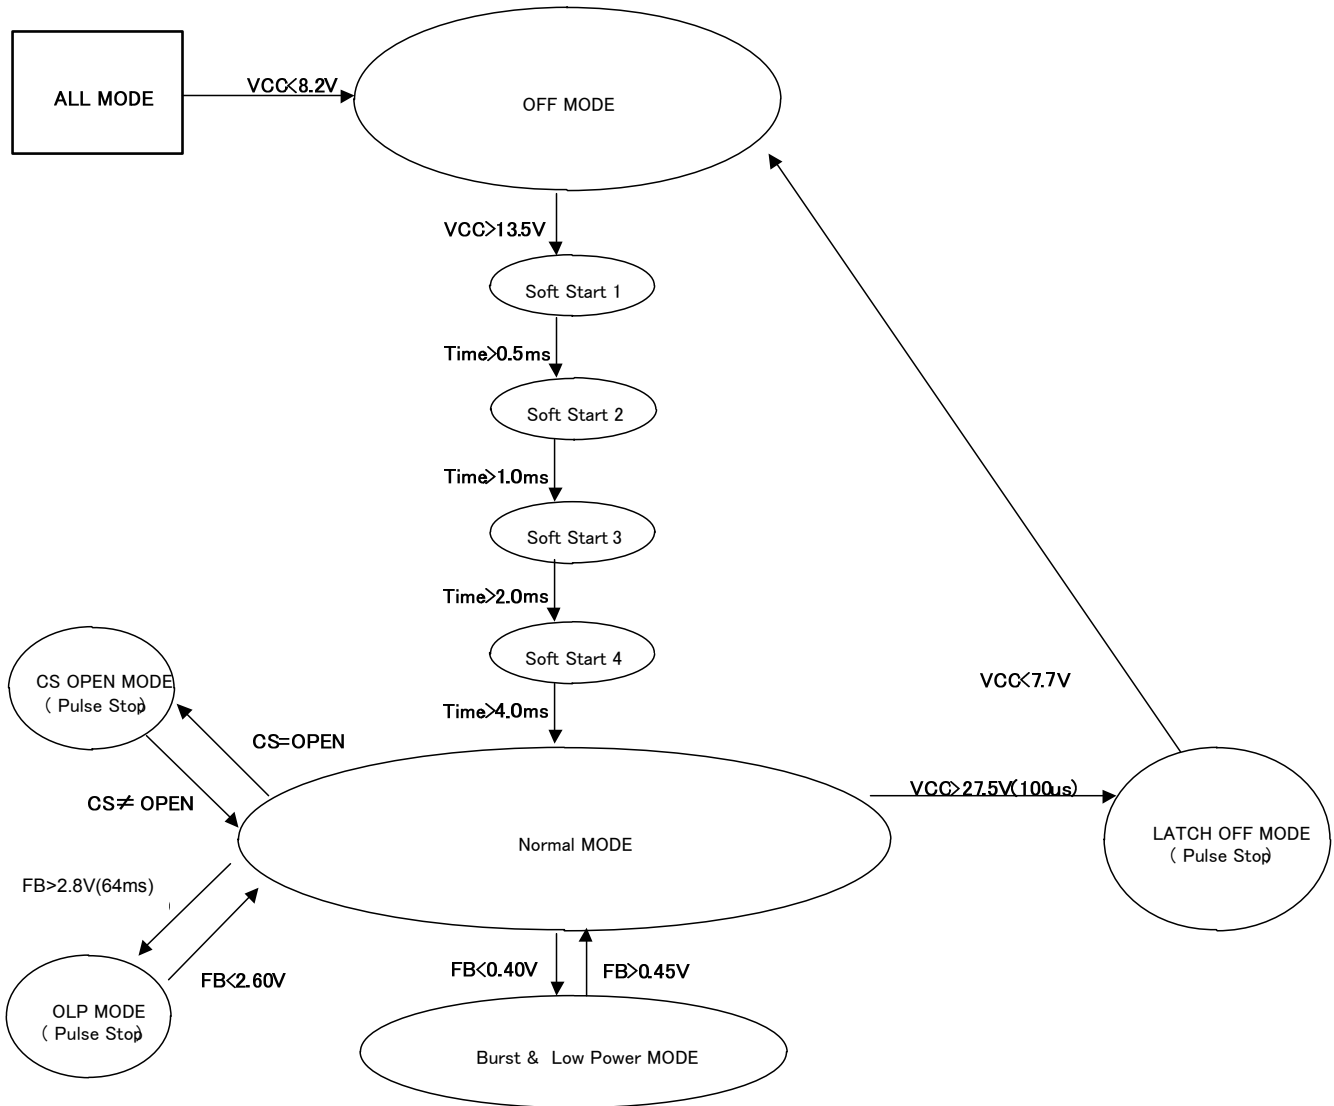 ALL MODE
VCC<8.2V
OFF MODE
VCC>13.5V
Soft Start 1
Time>0.5ms
Soft Start 2
Time>1.0ms
Soft Start 3
Time>2.0ms
Soft Start 4
Time>4.0ms
CS OPEN MODE
( Pulse Stop)
CS=OPEN
CS≠ OPEN
VCC<7.7V
VCC>27.5V(100us)
Normal MODE
LATCH OFF MODE
( Pulse Stop)
FB>2.8V(64ms)
FB<2.60V
FB<0.40V
FB>0.45V
OLP MODE
( Pulse Stop)
Burst & Low Power MODE